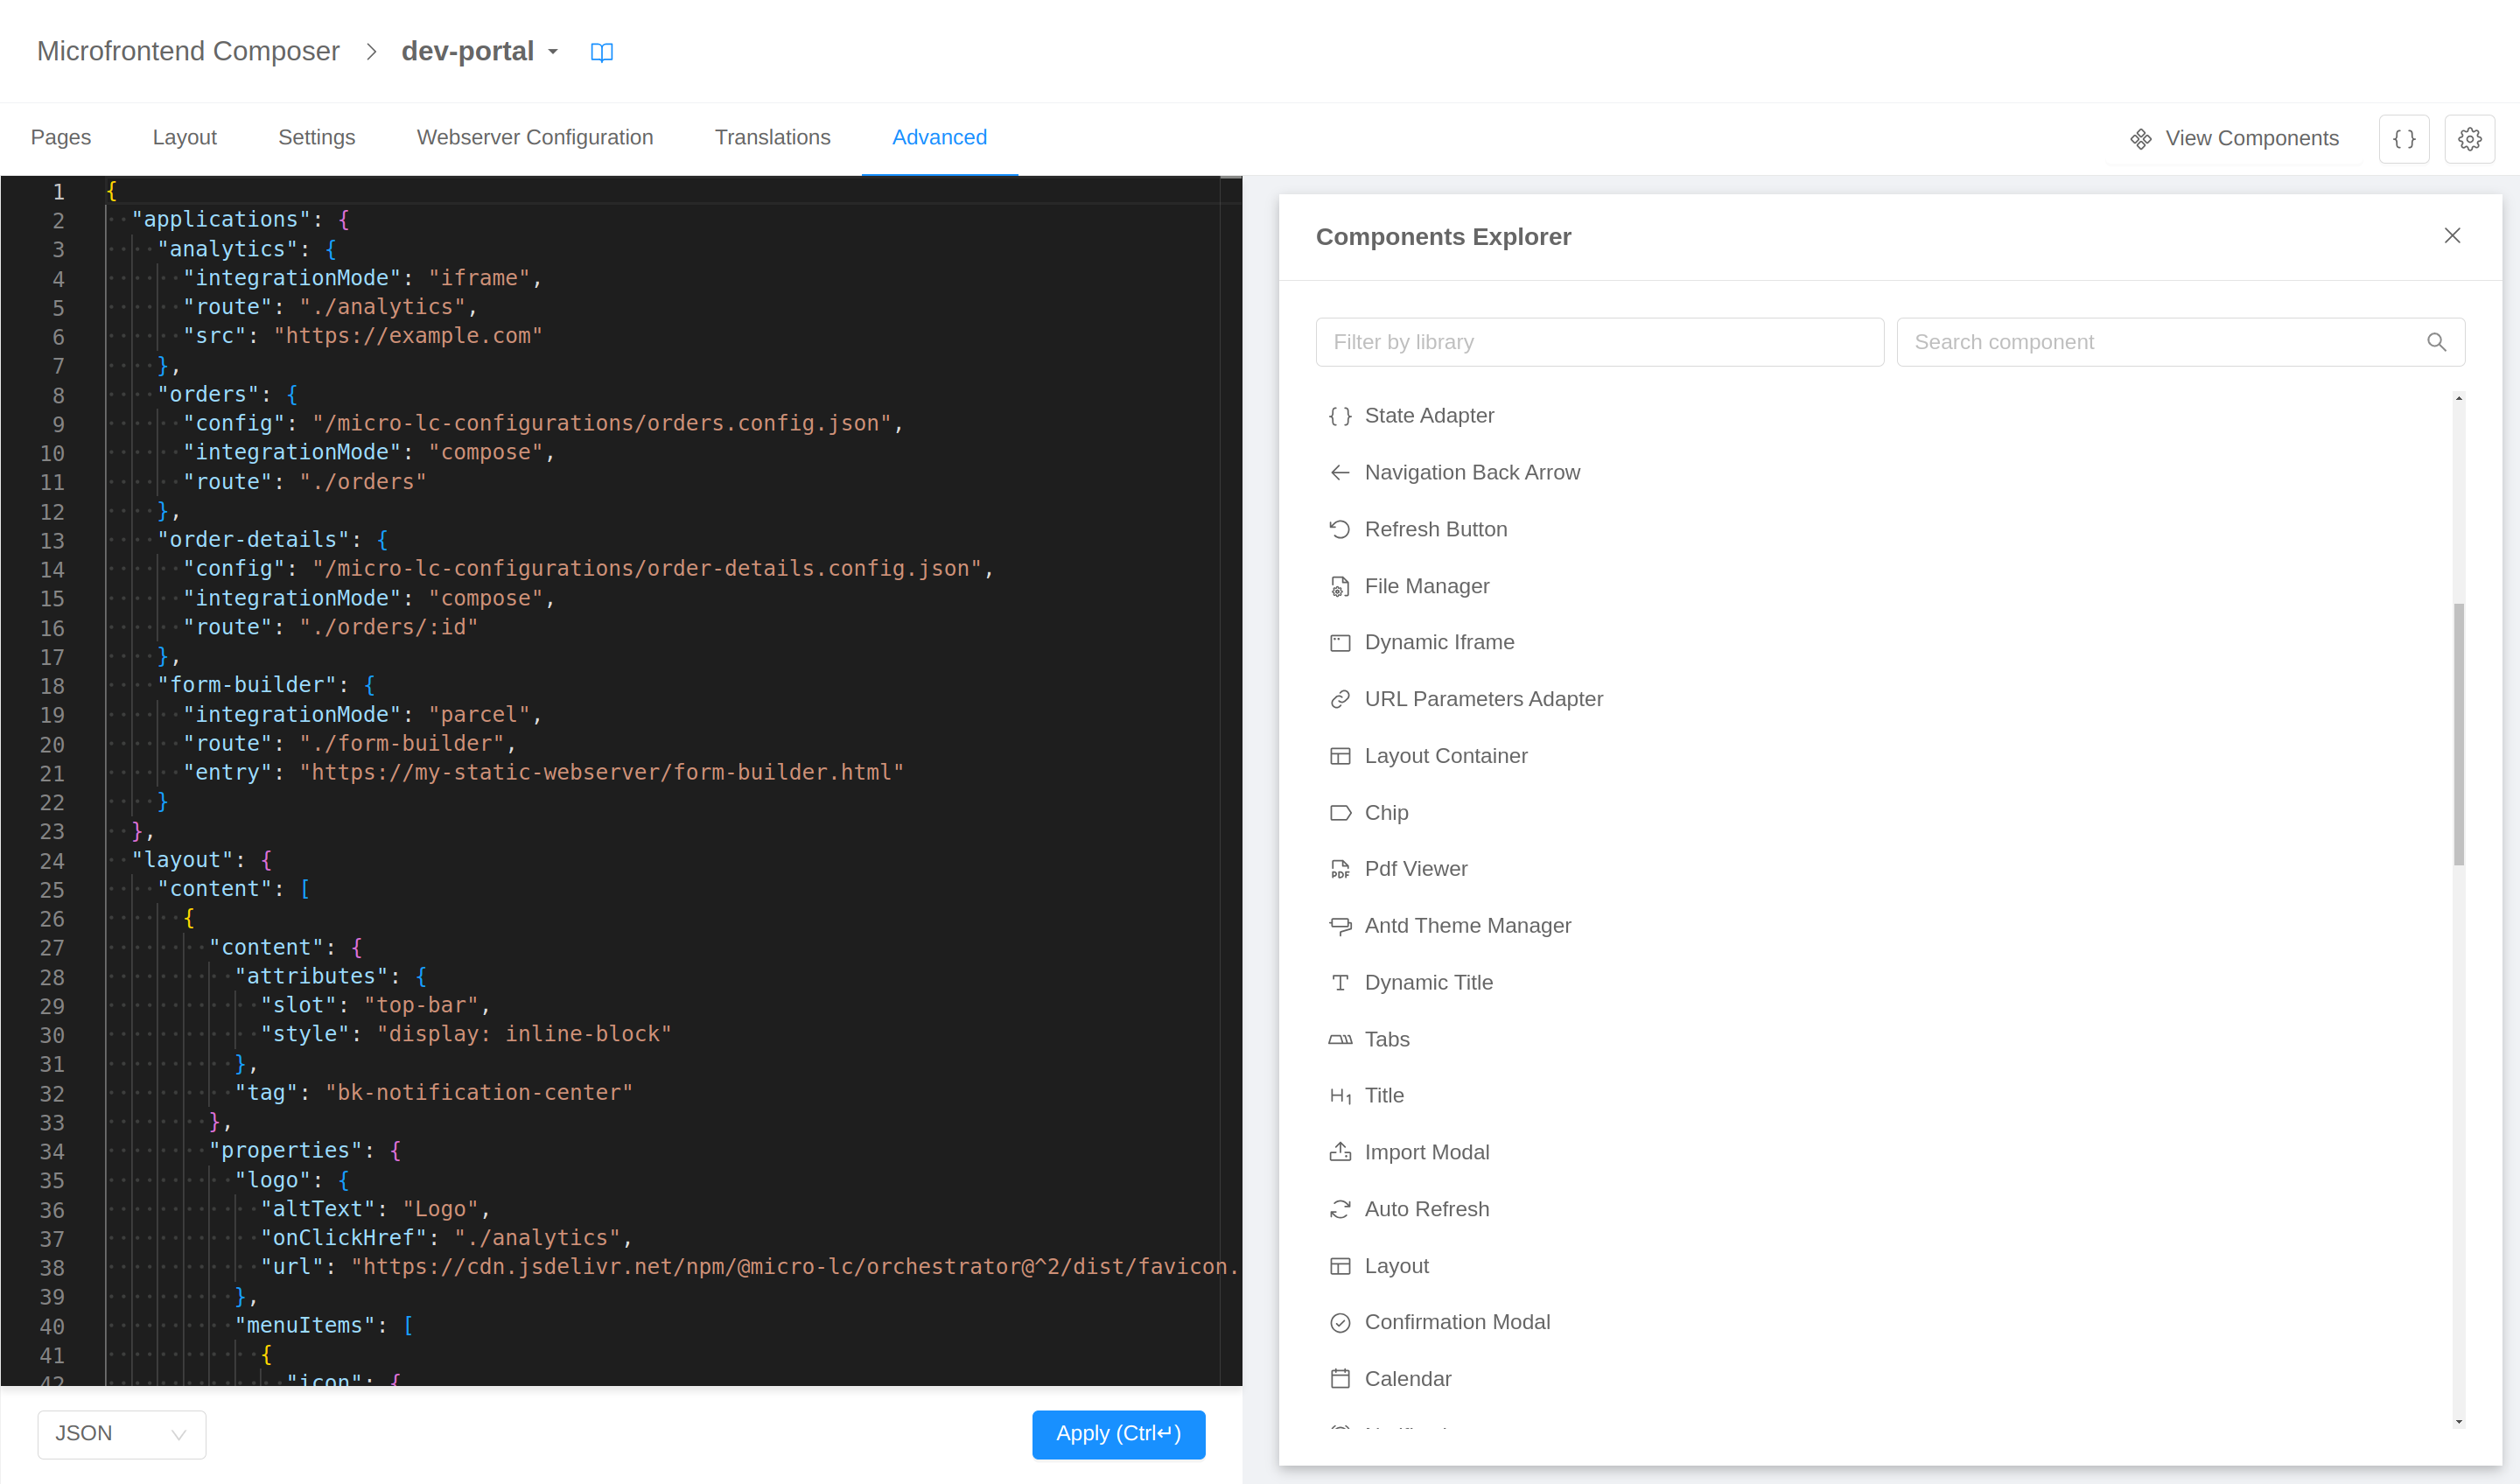 Microfrontend Composer > dev-portal
Pages Layout Settings Webserver Configuration Translations Advanced View Components { }
1 {
2 "applications": {
3 "analytics": {
4 "integrationMode": "iframe",
5 "route": "./analytics",
6 "src": "https://example.com"
7 },
8 "orders": {
9 "config": "/micro-lc-configurations/orders.config.json",
10 "integrationMode": "compose",
11 "route": "./orders"
12 },
13 "order-details": {
14 "config": "/micro-lc-configurations/order-details.config.json",
15 "integrationMode": "compose",
16 "route": "./orders/:id"
17 },
18 "form-builder": {
19 "integrationMode": "parcel",
20 "route": "./form-builder",
21 "entry": "https://my-static-webserver/form-builder.html"
22 }
23 },
24 "layout": {
25 "content": [
26 {
27 "content": {
28 "attributes": {
29 "slot": "top-bar",
30 "style": "display: inline-block"
31 },
32 "tag": "bk-notification-center"
33 },
34 "properties": {
35 "logo": {
36 "altText": "Logo",
37 "onClickHref": "./analytics",
38 "url": "https://cdn.jsdelivr.net/npm/@micro-lc/orchestrator@^2/dist/favicon.
39 },
40 "menuItems": [
41 {
42 "icon": {
JSON
Apply (Ctrl↵)
Components Explorer
Filter by library
Search component
State Adapter
Navigation Back Arrow
Refresh Button
File Manager
Dynamic Iframe
URL Parameters Adapter
Layout Container
Chip
Pdf Viewer
Antd Theme Manager
Dynamic Title
Tabs
Title
Import Modal
Auto Refresh
Layout
Confirmation Modal
Calendar